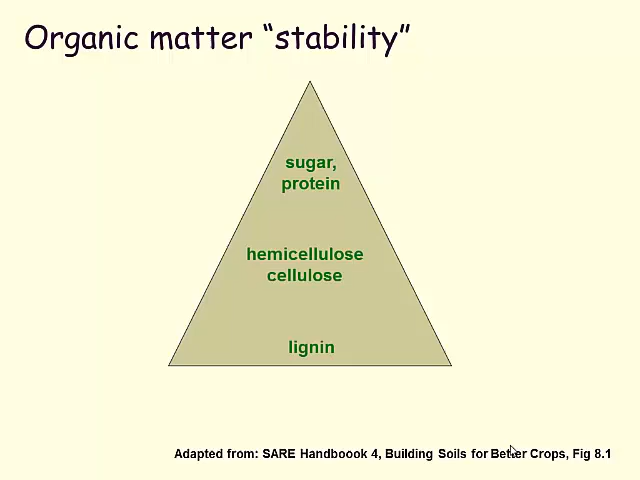 Organic matter “stability”
sugar,
protein
hemicellulose
cellulose
lignin
Adapted from: SARE Handboook 4, Building Soils for Better Crops, Fig 8.1